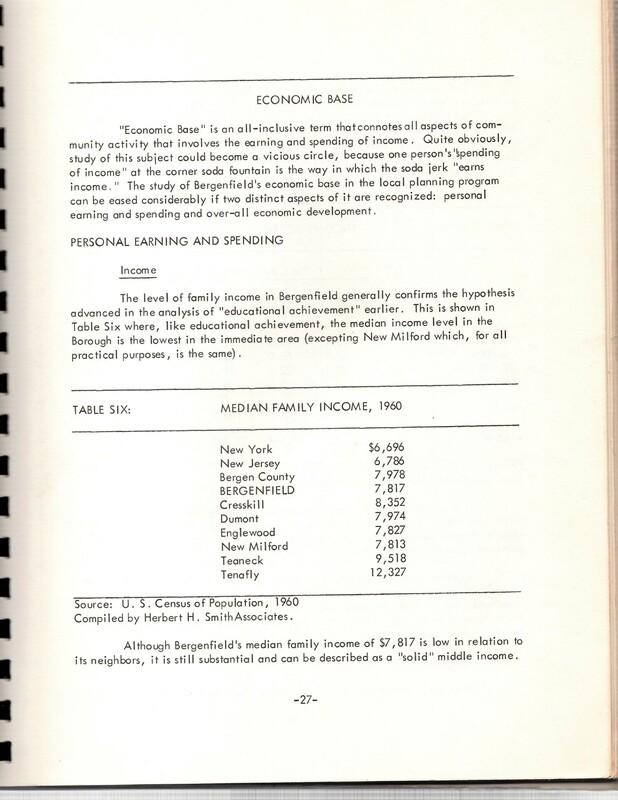 ECONOMIC BASE
"Economic Base" is an all-inclusive term that connotes all aspects of com-
munity activity that involves the earning and spending of income. Quite obviously,
study of this subject could become a vicious circle, because one person's "spending
of income" at the corner soda fountain is the way in which the soda jerk "earns
income." The study of Bergenfield's economic base in the local planning program
can be eased considerably if two distinct aspects of it are recognized: personal
earning and spending and over-all economic development.
PERSONAL EARNING AND SPENDING
Income
The level of family income in Bergenfield generally confirms the hypothesis
advanced in the analysis of "educational achievement" earlier. This is shown in
Table Six where, like educational achievement, the median income level in the
Borough is the lowest in the immediate area (excepting New Milford which, for all
practical purposes, is the same).
TABLE SIX: MEDIAN FAMILY INCOME, 1960
New York $6,696
New Jersey 6,786
Bergen County 7,978
BERGENFIELD 7,817
Cresskill 8,352
Dumont 7,974
Englewood 7,827
New Milford 7,813
Teaneck 9,518
Tenafly 12,327
Source: U. S. Census of Population, 1960
Compiled by Herbert H. Smith Associates.
Although Bergenfield's median family income of $7,817 is low in relation to
its neighbors, it is still substantial and can be described as a "solid" middle income.
-27-